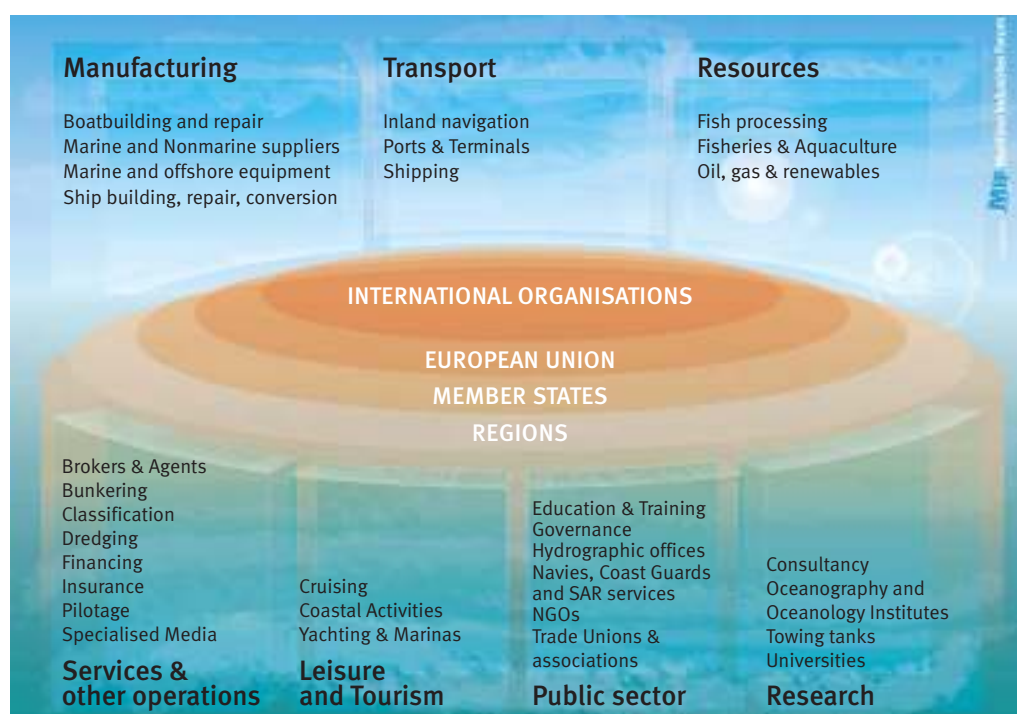 Manufacturing
Boatbuilding and repair
Marine and Nonmarine suppliers
Marine and offshore equipment
Ship building, repair, conversion
Transport
Inland navigation
Ports & Terminals
Shipping
Resources
Fish processing
Fisheries & Aquaculture
Oil, gas & renewables
MIF Maritime Industries Forum
INTERNATIONAL ORGANISATIONS
EUROPEAN UNION
MEMBER STATES
REGIONS
Brokers & Agents
Bunkering
Classification
Dredging
Financing
Insurance
Pilotage
Specialised Media
Services &
other operations
Cruising
Coastal Activities
Yachting & Marinas
Leisure
and Tourism
Education & Training
Governance
Hydrographic offices
Navies, Coast Guards
and SAR services
NGOs
Trade Unions &
associations
Public sector
Consultancy
Oceanography and
Oceanology Institutes
Towing tanks
Universities
Research